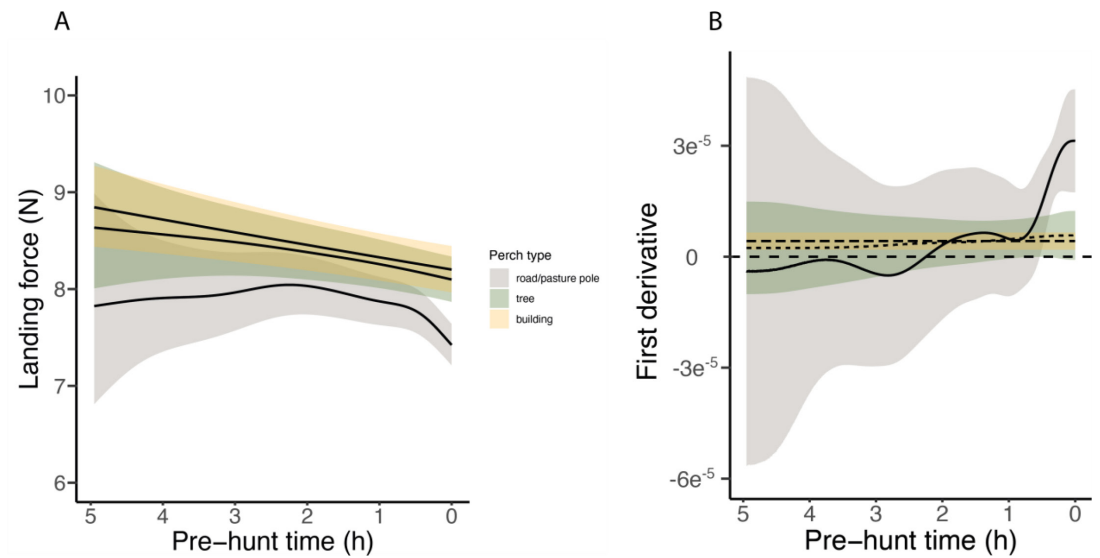 A
B
Landing force (N)
10
9
8
7
6
5 4 3 2 1 0
Pre-hunt time (h)
Perch type
road/pasture pole
tree
building
First derivative
3e-5
0
-3e-5
-6e-5
5 4 3 2 1 0
Pre-hunt time (h)